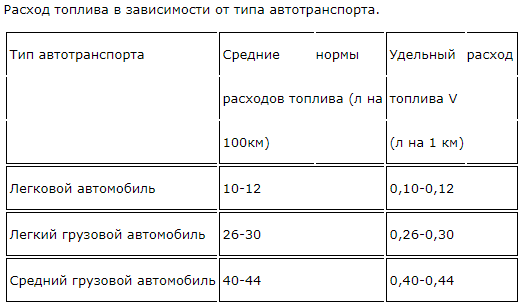 Расход топлива в зависимости от типа автотранспорта.
Тип автотранспорта
Средние нормы
расходов топлива (л на
100км)
Удельный расход
топлива V
(л на 1 км)
Легковой автомобиль 10-12 0,10-0,12
Легкий грузовой автомобиль 26-30 0,26-0,30
Средний грузовой автомобиль 40-44 0,40-0,44